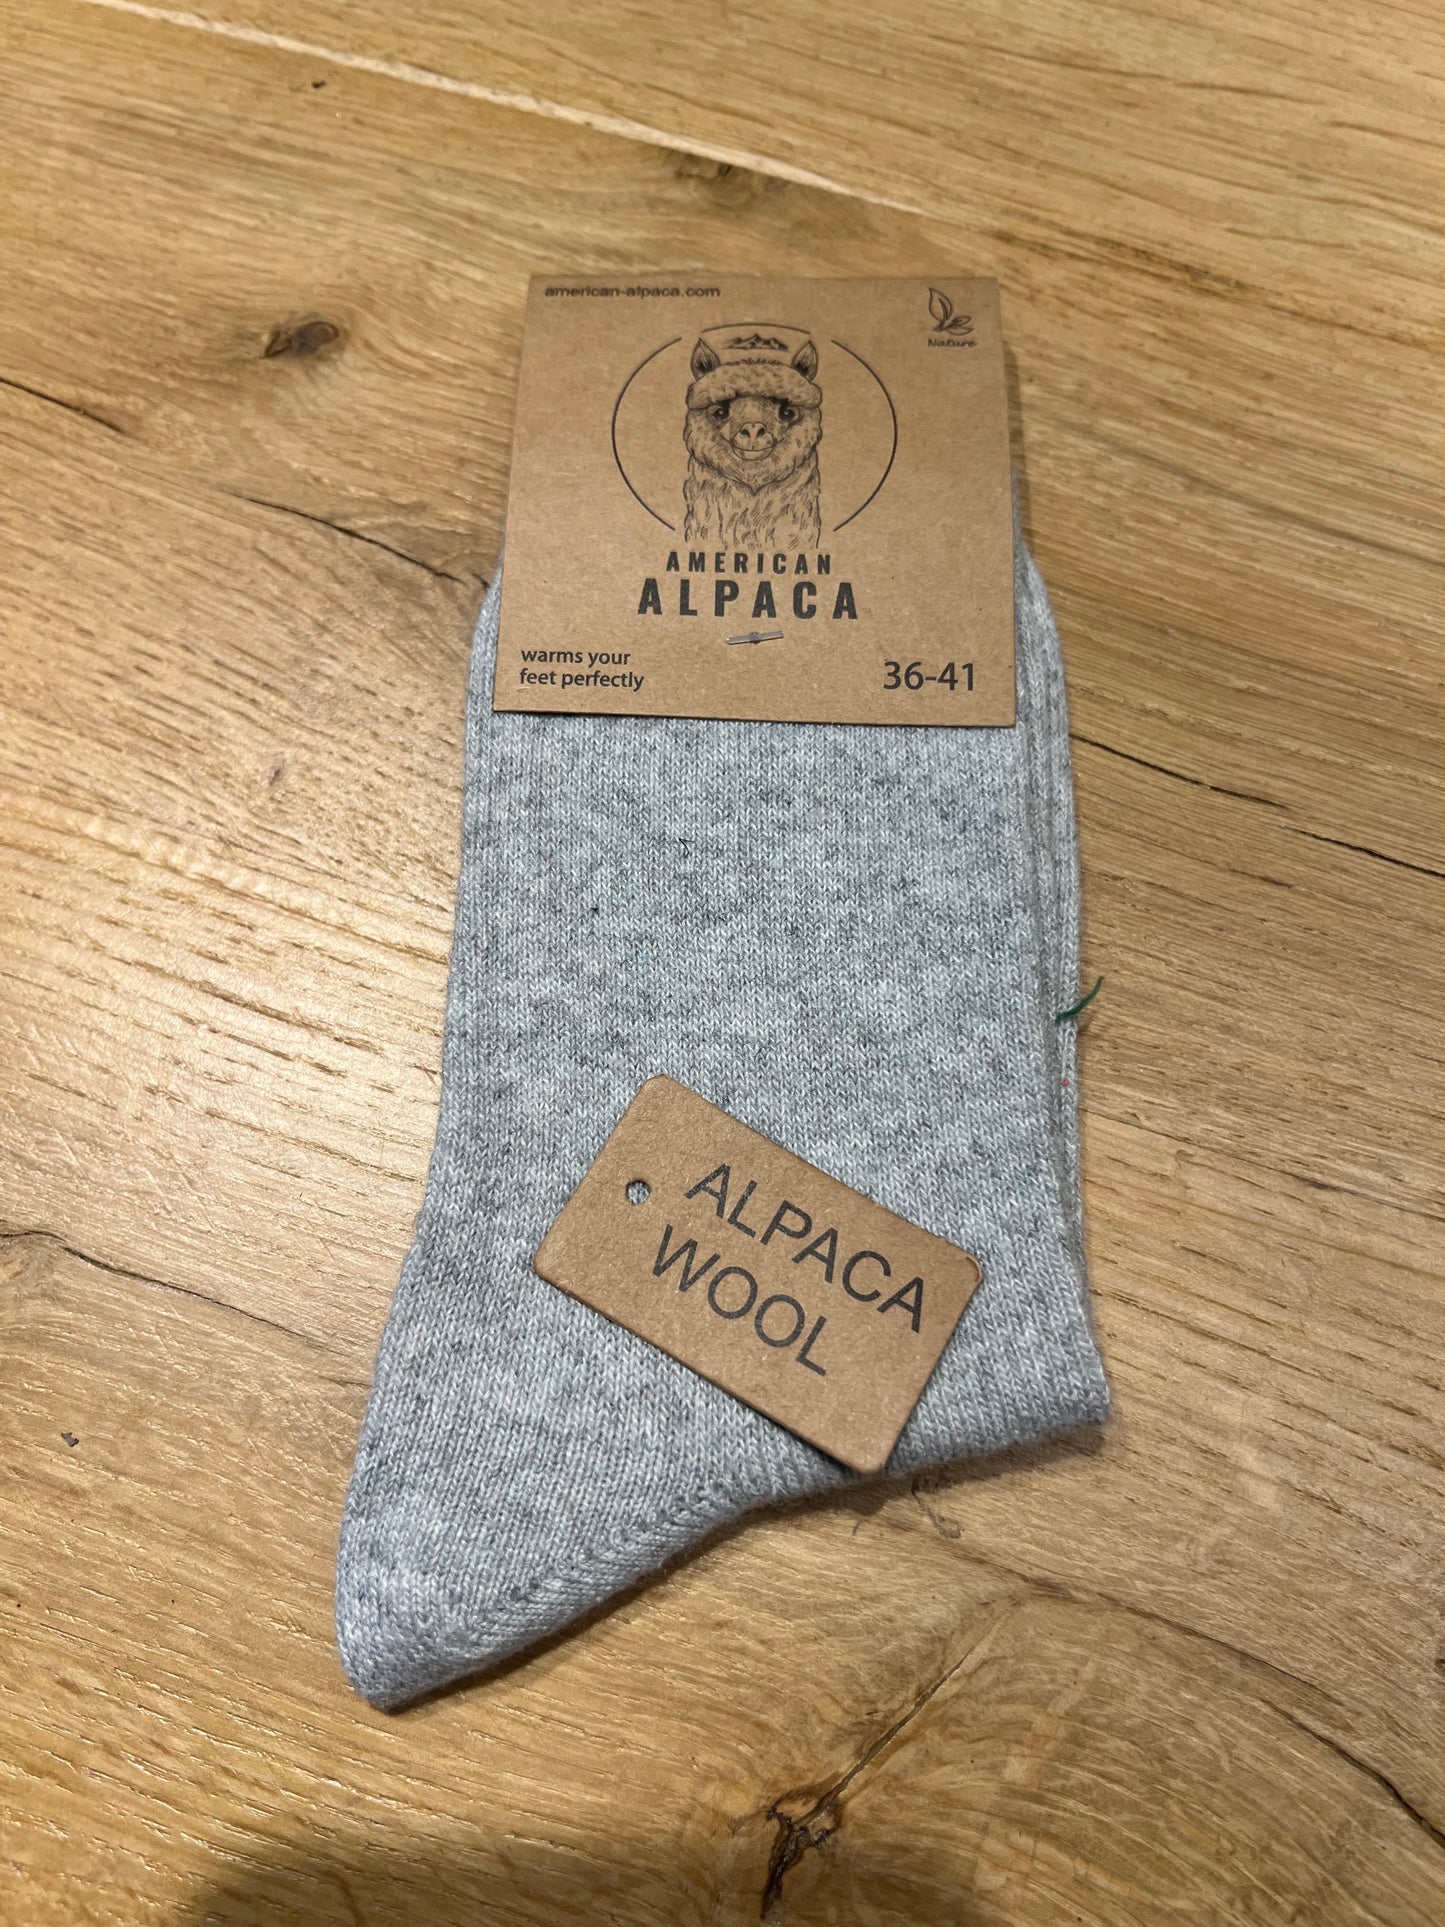 american-alpaca.com
Nature
AMERICAN
ALPACA
warms your
feet perfectly
36-41
ALPACA
WOOL